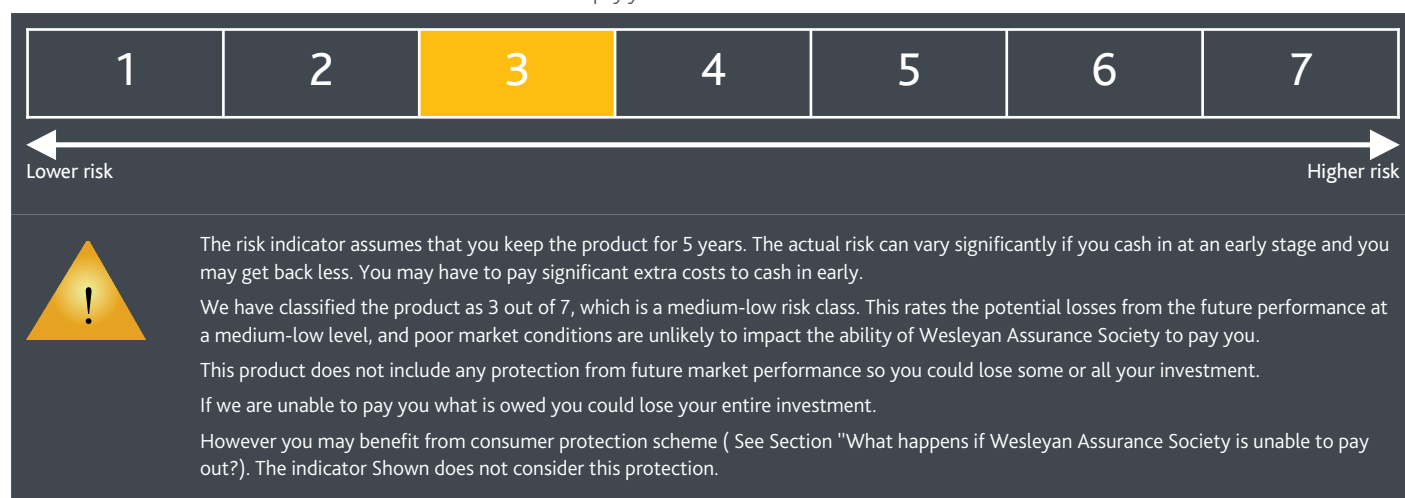 1 2 3 4 5 6 7
Lower risk Higher risk
The risk indicator assumes that you keep the product for 5 years. The actual risk can vary significantly if you cash in at an early stage and you
may get back less. You may have to pay significant extra costs to cash in early.
!
We have classified the product as 3 out of 7, which is a medium-low risk class. This rates the potential losses from the future performance at
a medium-low level, and poor market conditions are unlikely to impact the ability of Wesleyan Assurance Society to pay you.
This product does not include any protection from future market performance so you could lose some or all your investment.
If we are unable to pay you what is owed you could lose your entire investment.
However you may benefit from consumer protection scheme ( See Section "What happens if Wesleyan Assurance Society is unable to pay
out?). The indicator Shown does not consider this protection.